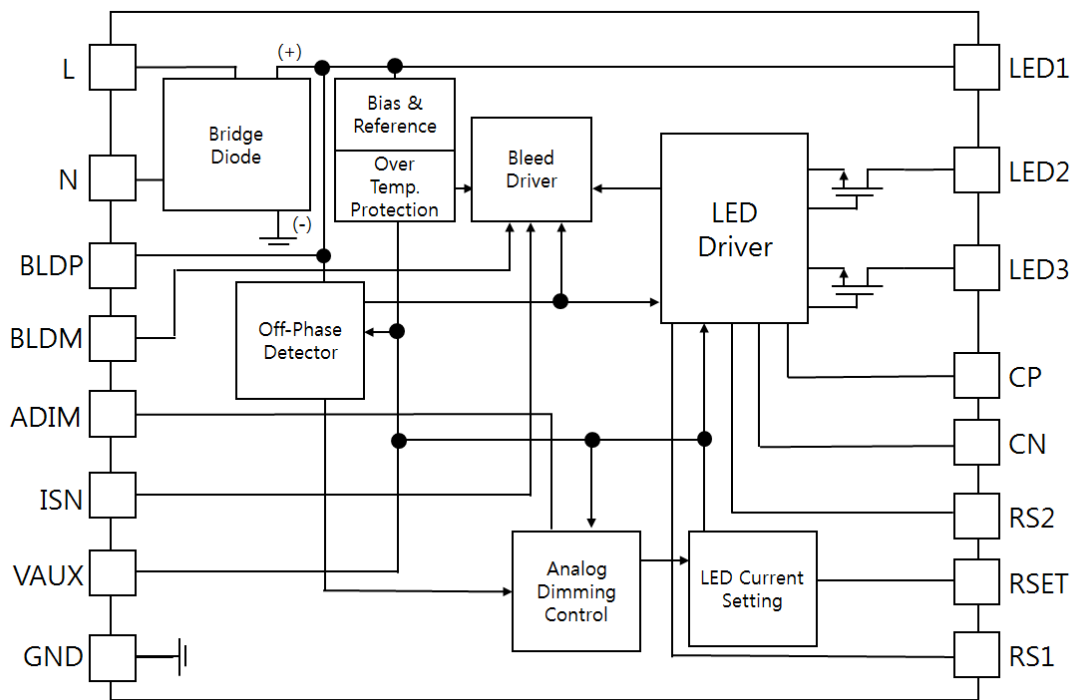 L
N
BLDP
BLDM
ADIM
ISN
VAUX
GND
(+)
Bridge
Diode
(-)
Bias &
Reference
Over
Temp.
Protection
Bleed
Driver
LED
Driver
Off-Phase
Detector
Analog
Dimming
Control
LED Current
Setting
LED1
LED2
LED3
CP
CN
RS2
RSET
RS1